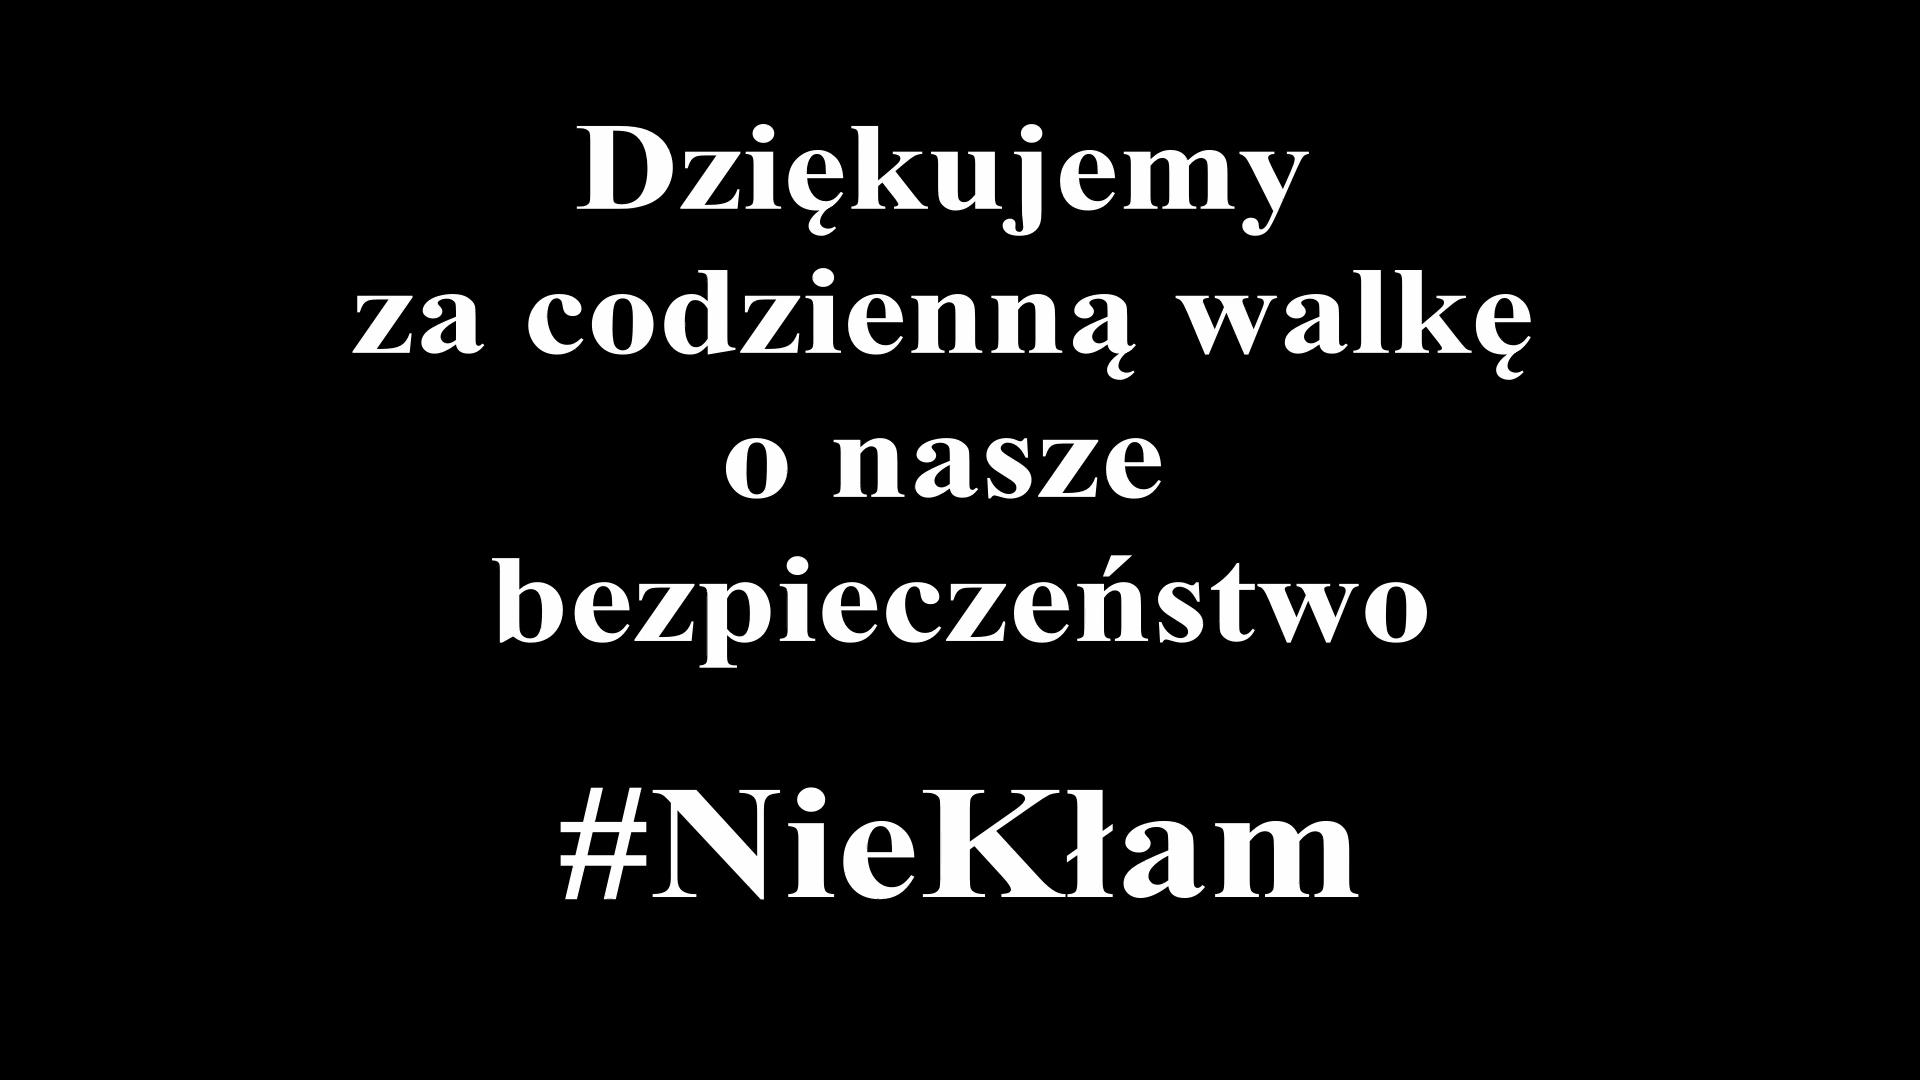 Dziękujemy
za codzienną walkę
o nasze
bezpieczeństwo
#NieKłam